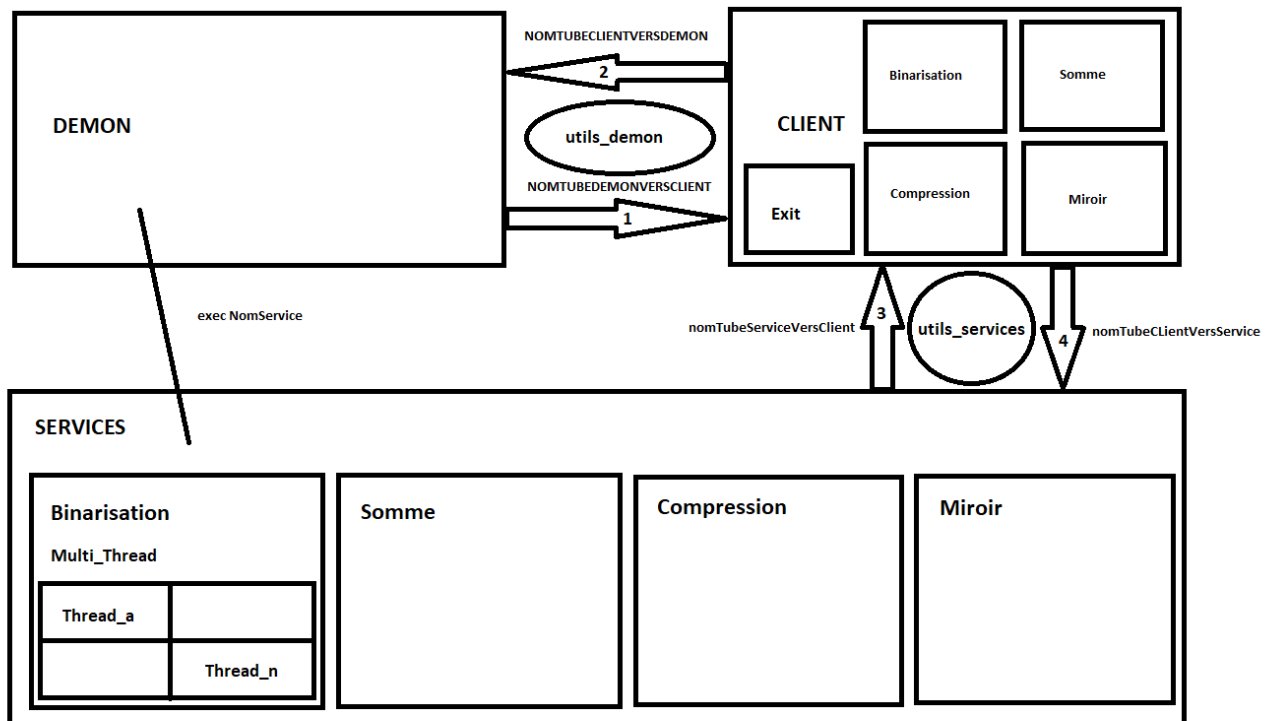 NOMTUBECLIENTVERSDEMON
2
DEMON
utils_demon
NOMTUBEDEMONVERSCLIENT
1
CLIENT
Binarisation
Somme
Exit
Compression
Miroir
exec NomService
nomTubeServiceVersClient
3
utils_services
4
nomTubeCLientVersService
SERVICES
Binarisation
Multi_Thread
Thread_a
Thread_n
Somme
Compression
Miroir